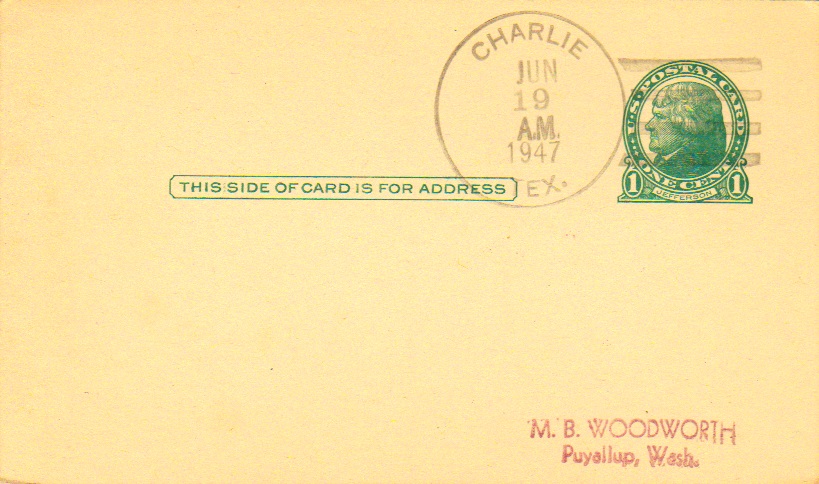 CHARLIE
JUN
19
A.M.
1947
TEX.
U.S. POSTAL CARD
ONE CENT
1 1
JEFFERSON
THIS SIDE OF CARD IS FOR ADDRESS
M. B. WOODWORTH
Puyallup, Wash.